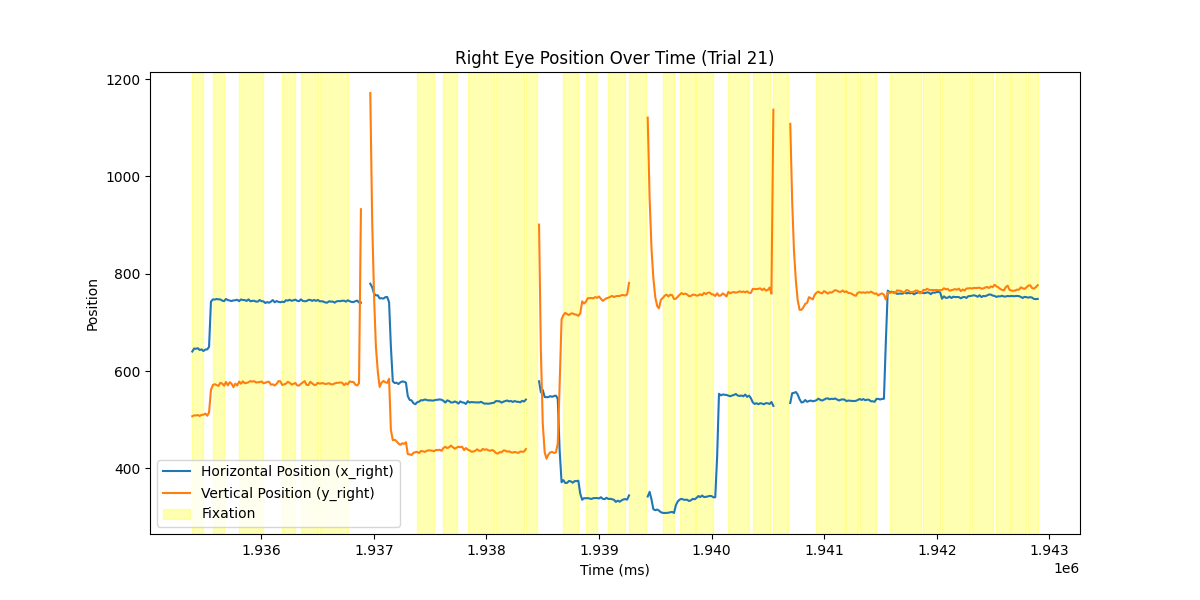 Right Eye Position Over Time (Trial 21)
1200
1000
800
600
400
Position
Horizontal Position (x_right)
Vertical Position (y_right)
Fixation
1.936 1.937 1.938 1.939 1.940 1.941 1.942 1.943
1e6
Time (ms)